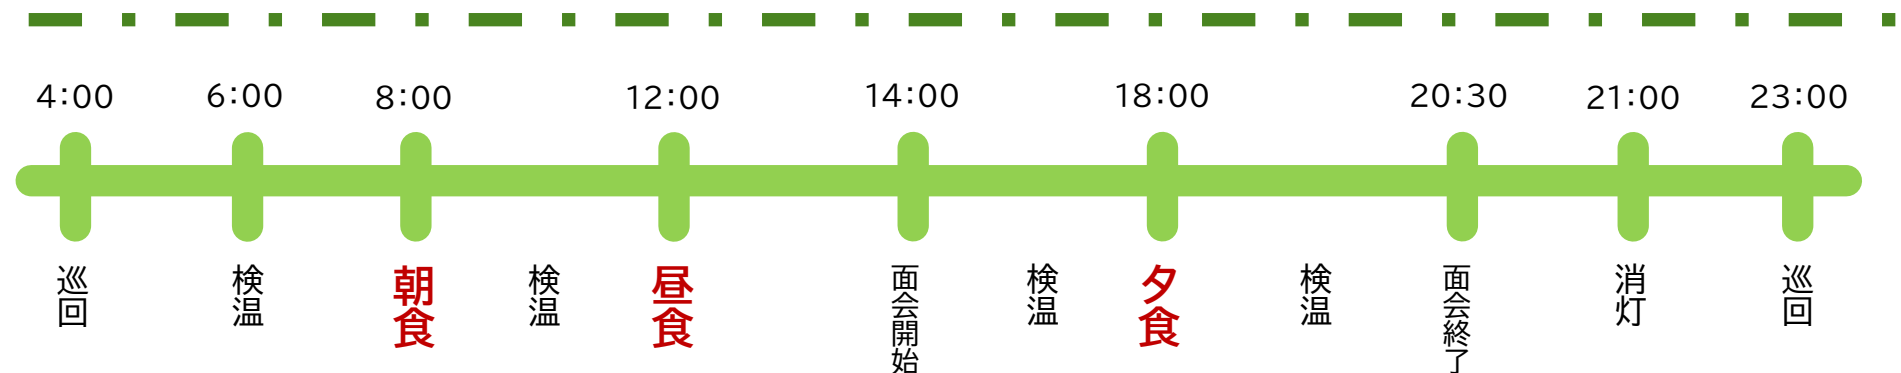 4:00
6:00
8:00
12:00
14:00
18:00
20:30
21:00
23:00
巡回
検温
朝食
検温
昼食
面会開始
検温
夕食
検温
面会終了
消灯
巡回